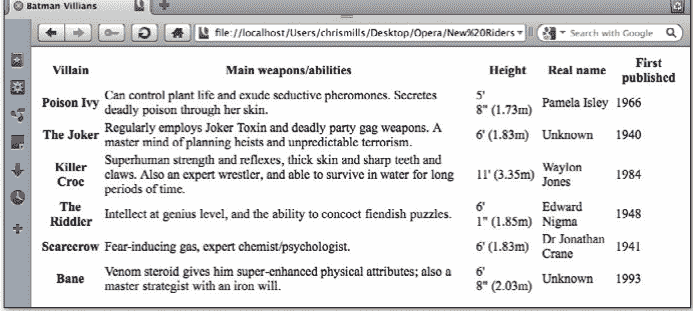 Batman Villians
file://localhost/Users/chrismills/Desktop/Opera/New%20Riders
Search with Google
Villain Main weapons/abilities Height Real name First published
Poison Ivy Can control plant life and exude seductive pheromones. Secretes deadly poison through her skin. 5' 8" (1.73m) Pamela Isley 1966
The Joker Regularly employs Joker Toxin and deadly party gag weapons. A master mind of planning heists and unpredictable terrorism. 6' (1.83m) Unknown 1940
Killer Croc Superhuman strength and reflexes, thick skin and sharp teeth and claws. Also an expert wrestler, and able to survive in water for long periods of time. 11' (3.35m) Waylon Jones 1984
The Riddler Intellect at genius level, and the ability to concoct fiendish puzzles. 6' 1" (1.85m) Edward Nigma 1948
Scarecrow Fear-inducing gas, expert chemist/psychologist. 6' (1.83m) Dr Jonathan Crane 1941
Bane Venom steroid gives him super-enhanced physical attributes; also a master strategist with an iron will. 6' 8" (2.03m) Unknown 1993